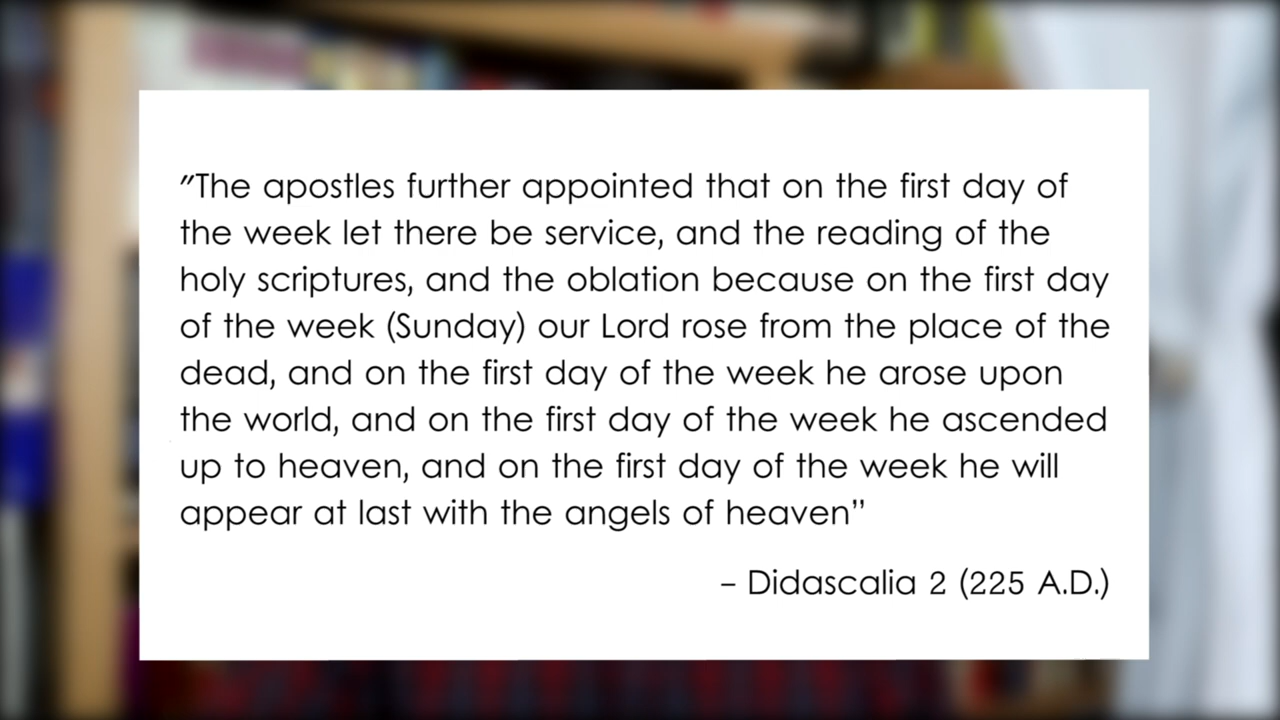 "The apostles further appointed that on the first day of
the week let there be service, and the reading of the
holy scriptures, and the oblation because on the first day
of the week (Sunday) our Lord rose from the place of the
dead, and on the first day of the week he arose upon
the world, and on the first day of the week he ascended
up to heaven, and on the first day of the week he will
appear at last with the angels of heaven”
– Didascalia 2 (225 A.D.)